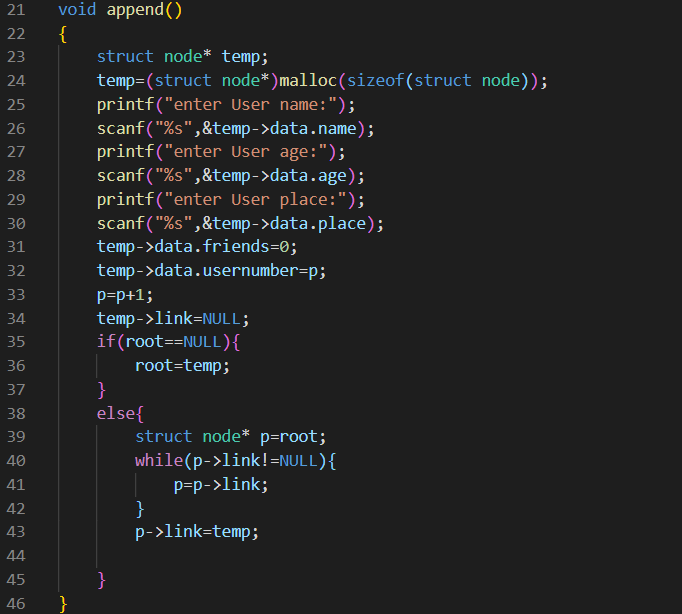 21 void append()
22 {
23 struct node* temp;
24 temp=(struct node*)malloc(sizeof(struct node));
25 printf("enter User name:");
26 scanf("%s",&temp->data.name);
27 printf("enter User age:");
28 scanf("%s",&temp->data.age);
29 printf("enter User place:");
30 scanf("%s",&temp->data.place);
31 temp->data.friends=0;
32 temp->data.usernumber=p;
33 p=p+1;
34 temp->link=NULL;
35 if(root==NULL){
36 root=temp;
37 }
38 else{
39 struct node* p=root;
40 while(p->link!=NULL){
41 p=p->link;
42 }
43 p->link=temp;
44
45 }
46 }